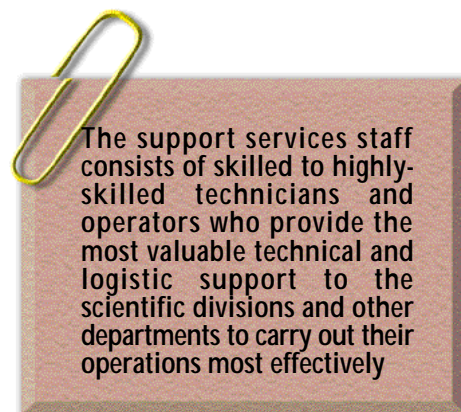 The support services staff
consists of skilled to highly-
skilled technicians and
operators who provide the
most valuable technical and
logistic support to the
scientific divisions and other
departments to carry out their
operations most effectively